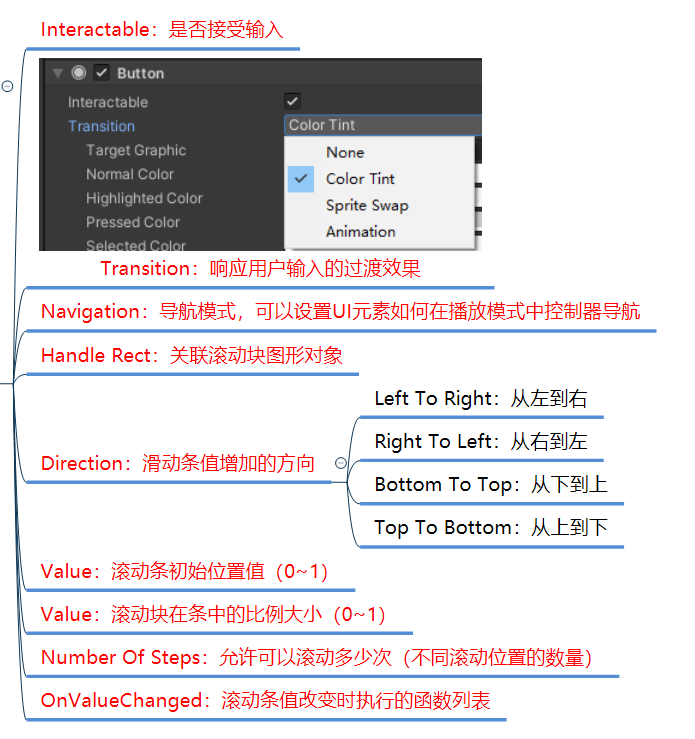 Interactable：是否接受输入
Button
Interactable
Transition
Color Tint
Target Graphic
None
Normal Color
Color Tint
Highlighted Color
Sprite Swap
Pressed Color
Animation
Selected Color
Transition：响应用户输入的过渡效果
Navigation：导航模式，可以设置UI元素如何在播放模式中控制器导航
Handle Rect：关联滚动块图形对象
Left To Right：从左到右
Right To Left：从右到左
Direction：滑动条值增加的方向
Bottom To Top：从下到上
Top To Bottom：从上到下
Value：滚动条初始位置值（0~1）
Value：滚动块在条中的比例大小（0~1）
Number Of Steps：允许可以滚动多少次（不同滚动位置的数量）
OnValueChanged：滚动条值改变时执行的函数列表